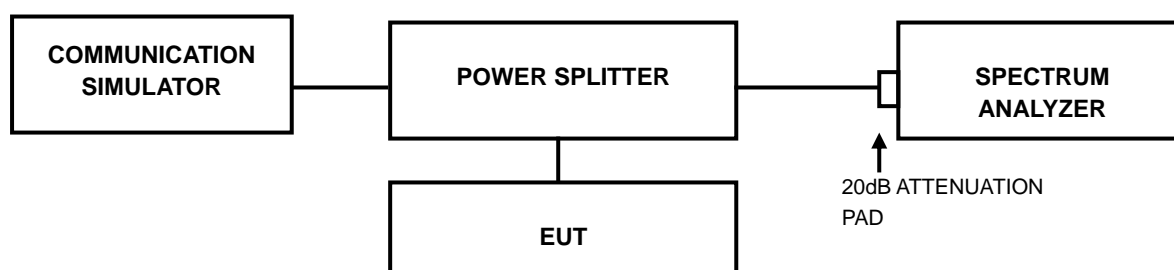 COMMUNICATION
SIMULATOR
POWER SPLITTER
SPECTRUM
ANALYZER
20dB ATTENUATION
PAD
EUT